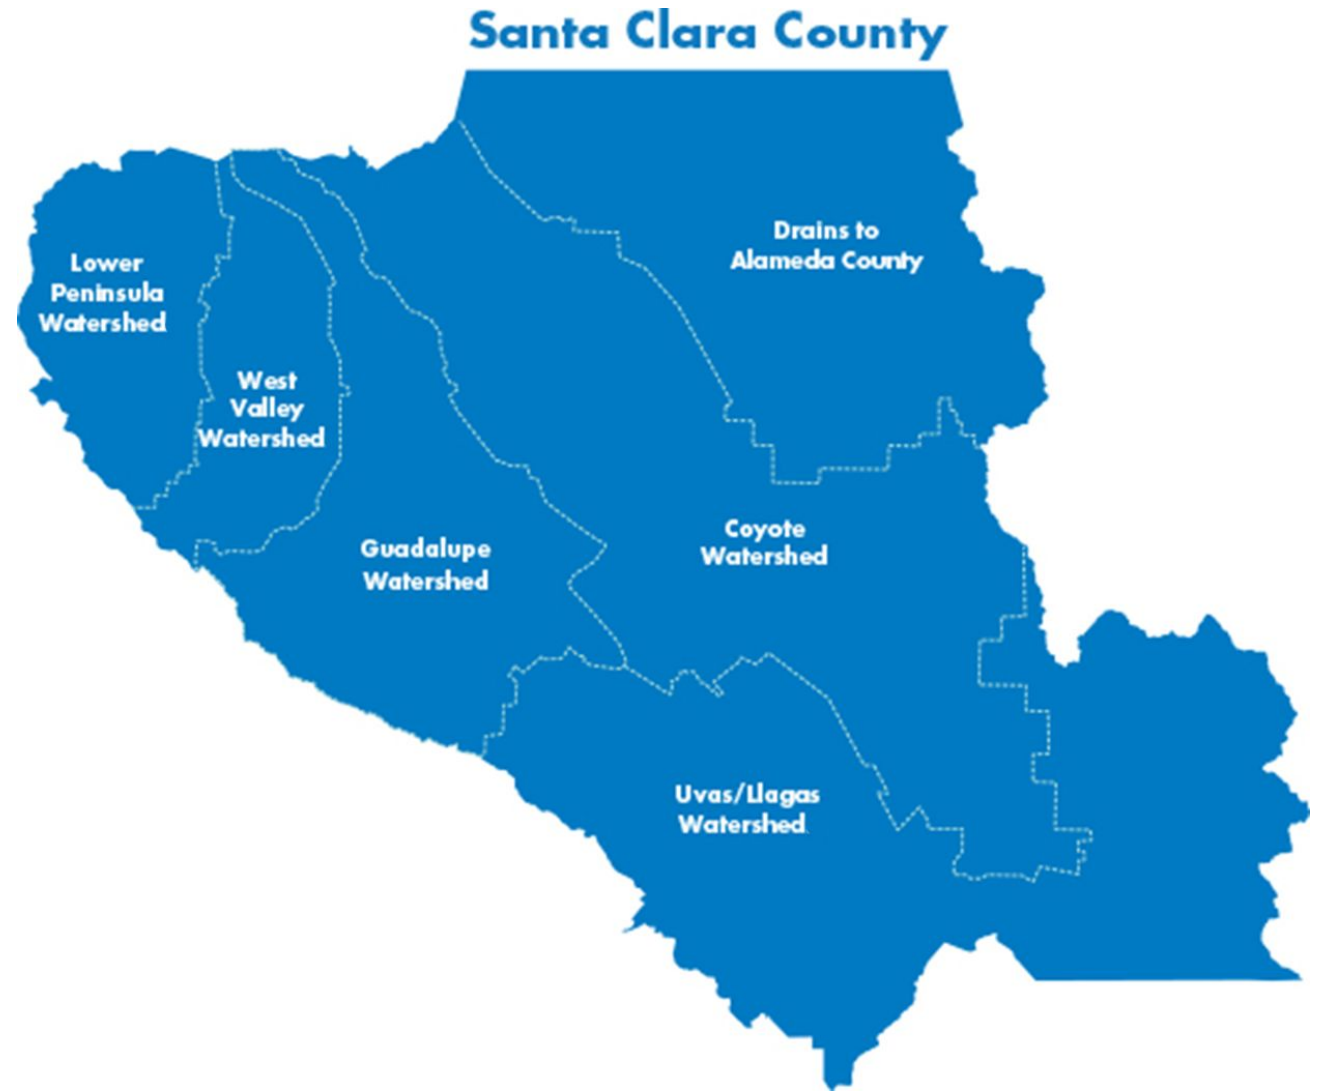 Santa Clara County
Drains to
Alameda County
Lower
Peninsula
Watershed
West
Valley
Watershed
Coyote
Watershed
Guadalupe
Watershed
Uvas/Llagas
Watershed